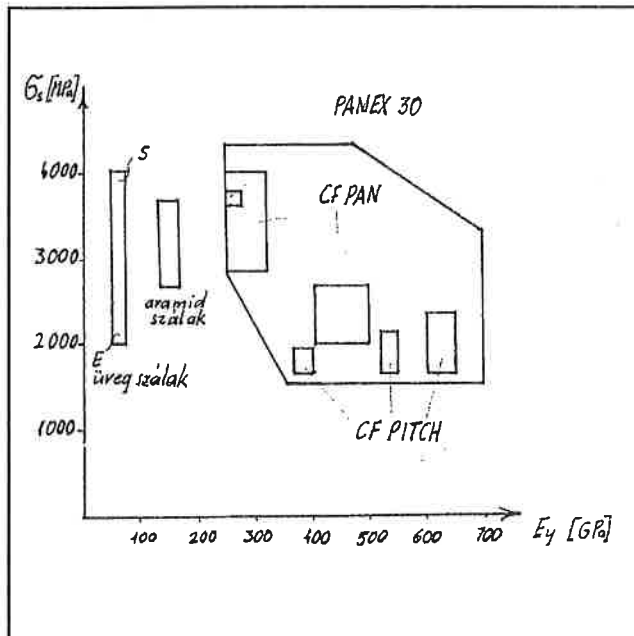 PANEX 30
σs [MPa]
4000
3000
2000
1000
S
E
üveg szálak
aramid
szálak
CF PAN
CF PITCH
100 200 300 400 500 600 700
Ey [GPa]